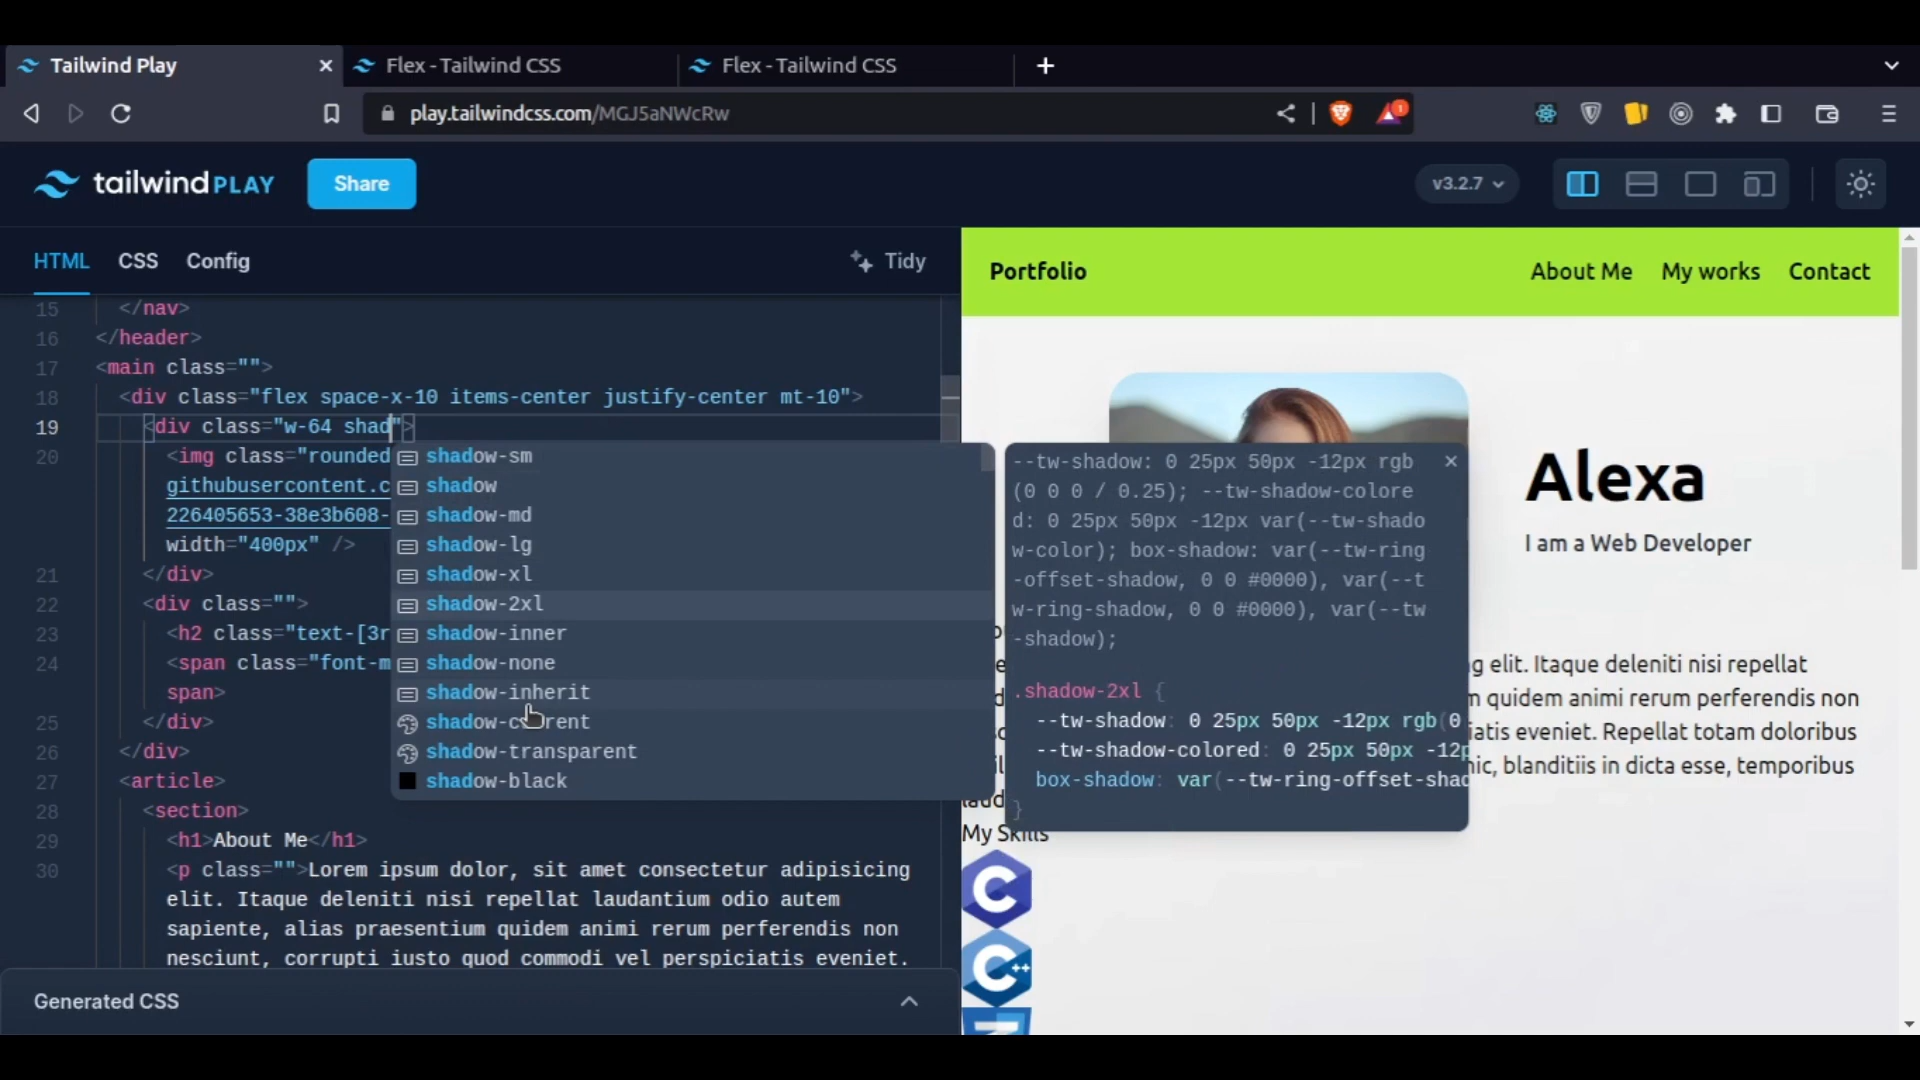 Tailwind Play
Flex - Tailwind CSS
Flex - Tailwind CSS
play.tailwindcss.com/MGJ5aNWcRw
1
tailwind PLAY
Share
v3.2.7
HTML
CSS
Config
Tidy
15 </nav>
16 </header>
17 <main class="">
18 <div class="flex space-x-10 items-center justify-center mt-10">
19 <div class="w-64 shad">
20 <img class="rounded
githubusercontent.c
226405653-38e3b608-
width="400px" />
21 </div>
22 <div class="">
23 <h2 class="text-[3r
24 <span class="font-m
span>
25 </div>
26 </div>
27 <article>
28 <section>
29 <h1>About Me</h1>
30 <p class="">Lorem ipsum dolor, sit amet consectetur adipisicing
elit. Itaque deleniti nisi repellat laudantium odio autem
sapiente, alias praesentium quidem animi rerum perferendis non
nesciunt, corrupti iusto quod commodi vel perspiciatis eveniet.
shadow-sm
shadow
shadow-md
shadow-lg
shadow-xl
shadow-2xl
shadow-inner
shadow-none
shadow-inherit
shadow-current
shadow-transparent
shadow-black
--tw-shadow: 0 25px 50px -12px rgb
(0 0 0 / 0.25); --tw-shadow-colore
d: 0 25px 50px -12px var(--tw-shado
w-color); box-shadow: var(--tw-ring
-offset-shadow, 0 0 #0000), var(--t
w-ring-shadow, 0 0 #0000), var(--tw
-shadow);
.shadow-2xl {
--tw-shadow: 0 25px 50px -12px rgb(0
--tw-shadow-colored: 0 25px 50px -12p
box-shadow: var(--tw-ring-offset-shad
}
Generated CSS
Portfolio
About Me
My works
Contact
Alexa
I am a Web Developer
g elit. Itaque deleniti nisi repellat
m quidem animi rerum perferendis non
iatis eveniet. Repellat totam doloribus
nic, blanditiis in dicta esse, temporibus
laud
My Skills
C
C++